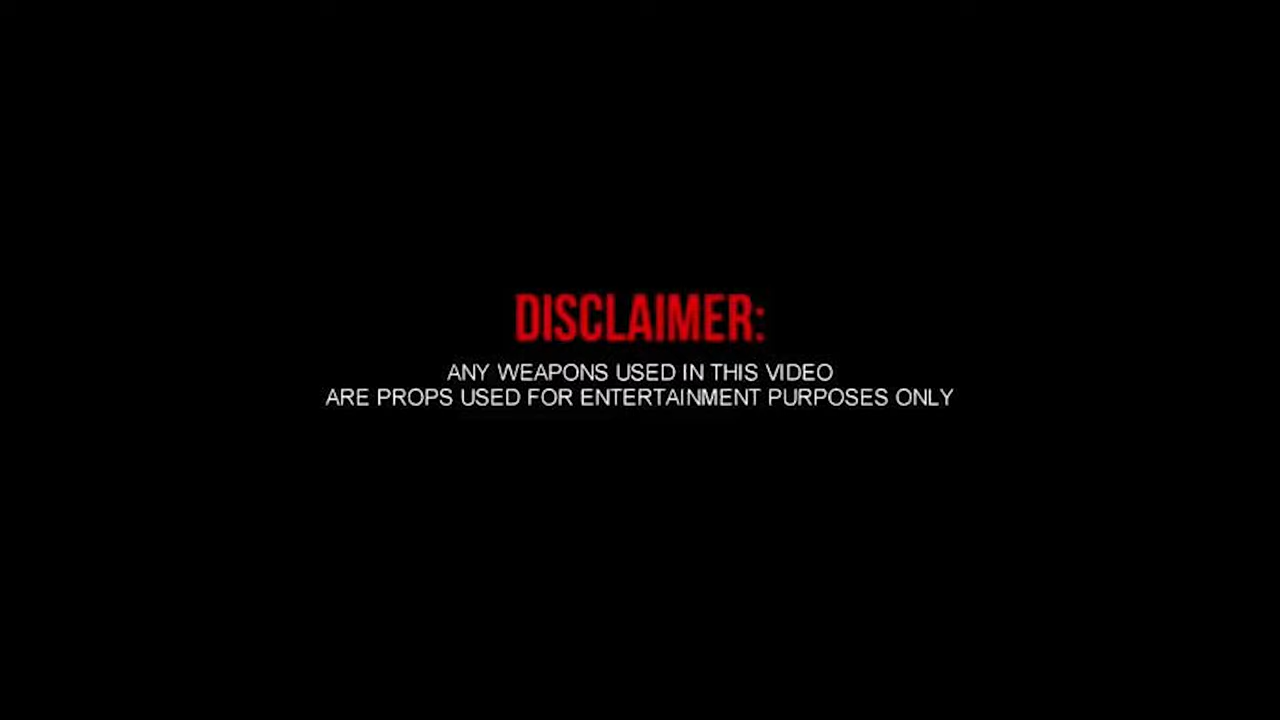 DISCLAIMER:
ANY WEAPONS USED IN THIS VIDEO
ARE PROPS USED FOR ENTERTAINMENT PURPOSES ONLY